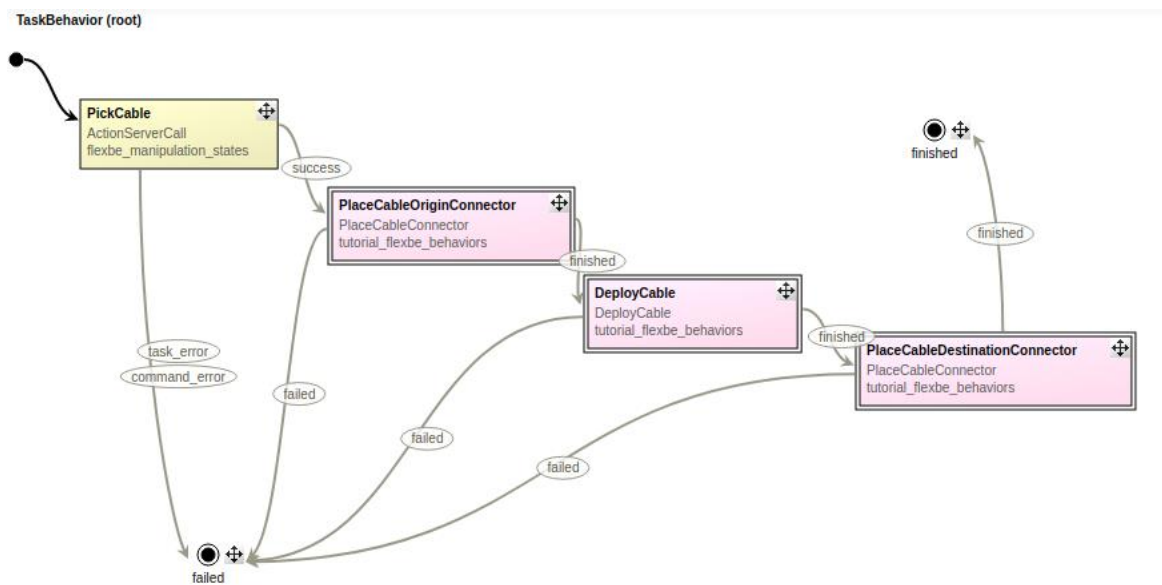 TaskBehavior (root)
PickCable
ActionServerCall
flexbe_manipulation_states
success
finished
PlaceCableOriginConnector
PlaceCableConnector
tutorial_flexbe_behaviors
finished
finished
DeployCable
DeployCable
tutorial_flexbe_behaviors
finished
PlaceCableDestinationConnector
PlaceCableConnector
tutorial_flexbe_behaviors
task_error
command_error
failed
failed
failed
failed